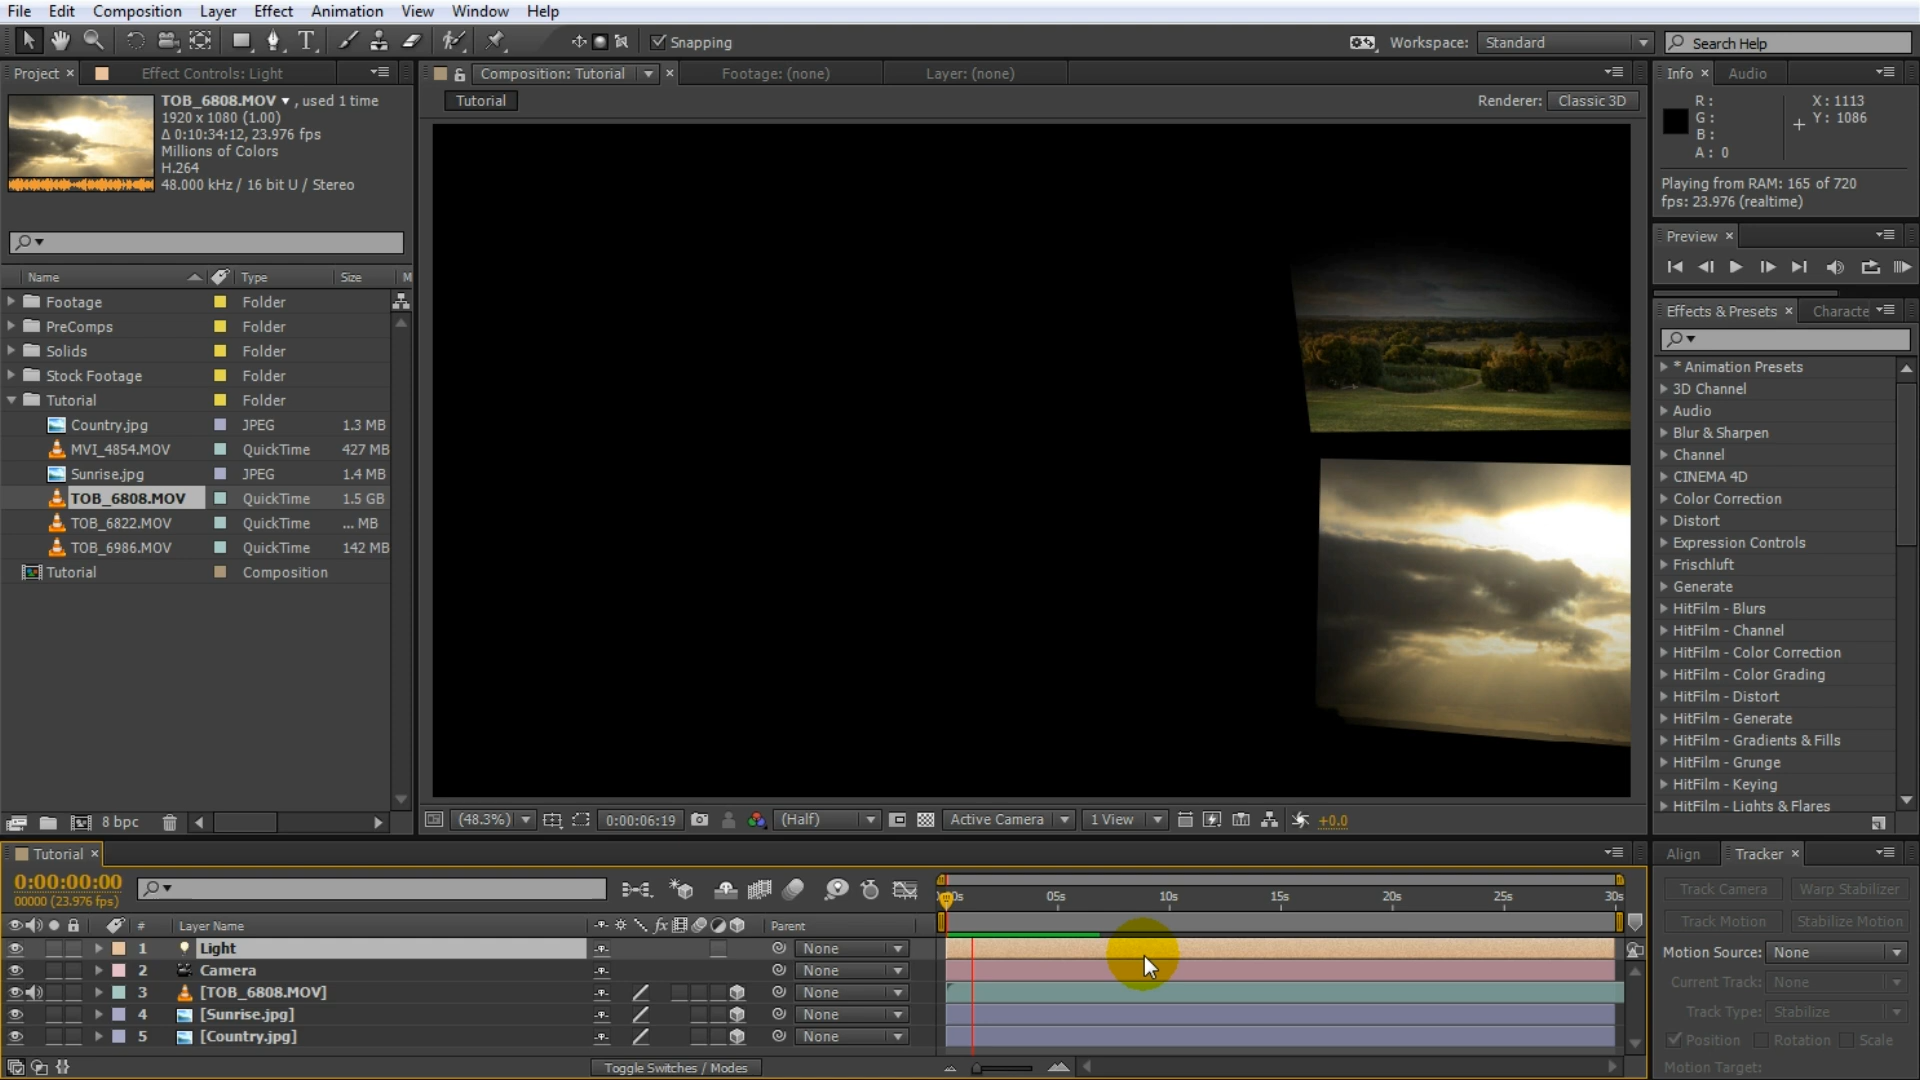 File Edit Composition Layer Effect Animation View Window Help
Snapping Workspace: Standard Search Help
Project × Effect Controls: Light Composition: Tutorial × Footage: (none) Layer: (none) Info × Audio
TOB_6808.MOV , used 1 time
1920 x 1080 (1.00)
Δ 0:10:34:12, 23.976 fps
Millions of Colors
H.264
48.000 kHz / 16 bit U / Stereo
Tutorial Renderer: Classic 3D
R : X : 1113
G : Y : 1086
B :
A : 0
Playing from RAM: 165 of 720
fps: 23.976 (realtime)
Preview ×
Name Type Size M
Footage Folder
PreComps Folder
Solids Folder
Stock Footage Folder
Tutorial Folder
Country.jpg JPEG 1.3 MB
MVI_4854.MOV QuickTime 427 MB
Sunrise.jpg JPEG 1.4 MB
TOB_6808.MOV QuickTime 1.5 GB
TOB_6822.MOV QuickTime ... MB
TOB_6986.MOV QuickTime 142 MB
Tutorial Composition
Effects & Presets × Characte
* Animation Presets
3D Channel
Audio
Blur & Sharpen
Channel
CINEMA 4D
Color Correction
Distort
Expression Controls
Frischluft
Generate
HitFilm - Blurs
HitFilm - Channel
HitFilm - Color Correction
HitFilm - Color Grading
HitFilm - Distort
HitFilm - Generate
HitFilm - Gradients & Fills
HitFilm - Grunge
HitFilm - Keying
HitFilm - Lights & Flares
8 bpc (48.3%) 0:00:06:19 (Half) Active Camera 1 View +0.0
Tutorial ×
0:00:00:00
00000 (23.976 fps)
0s 05s 10s 15s 20s 25s 30s
# Layer Name fx Parent
1 Light None
2 Camera None
3 [TOB_6808.MOV] None
4 [Sunrise.jpg] None
5 [Country.jpg] None
Toggle Switches / Modes
Align Tracker ×
Track Camera Warp Stabilizer
Track Motion Stabilize Motion
Motion Source: None
Current Track: None
Track Type: Stabilize
Position Rotation Scale
Motion Target: